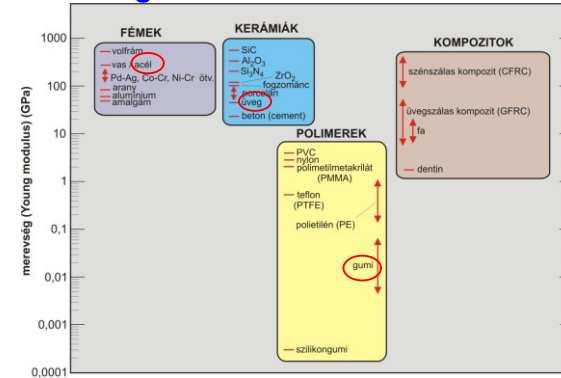 FÉMEK
KERÁMIÁK
KOMPOZITOK
POLIMEREK
merevség (Young modulus) (GPa)
1000
100
10
1
0,1
0,01
0,001
0,0001
volfrám
vas / acél
Pd-Ag, Co-Cr, Ni-Cr ötv.
arany
alumínium
amalgám
SiC
Al₂O₃
Si₃N₄
ZrO₂
fogzománc
porcelán
üveg
beton (cement)
PVC
nylon
polimetilmetakrilát
(PMMA)
teflon
(PTFE)
polietilén (PE)
gumi
szilikongumi
szénszálas kompozit (CFRC)
üvegszálas kompozit (GFRC)
fa
dentin